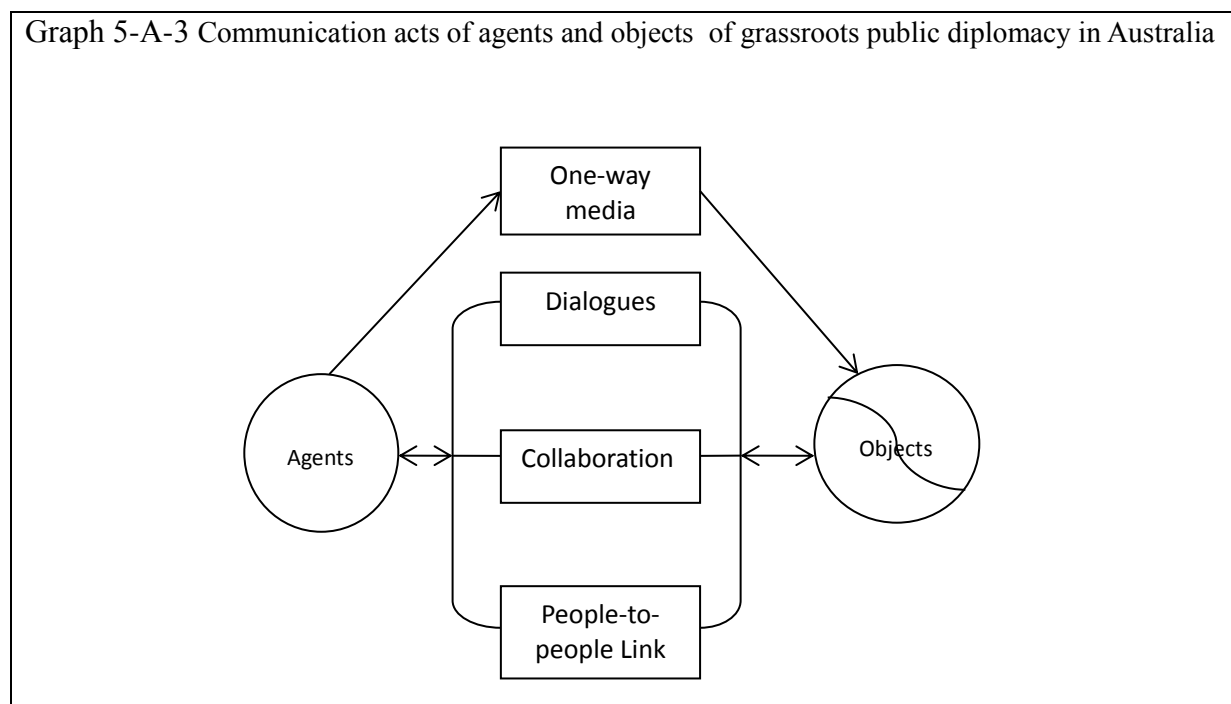 Graph 5-A-3 Communication acts of agents and objects of grassroots public diplomacy in Australia
One-way
media
Dialogues
Agents
Collaboration
Objects
People-to-
people Link